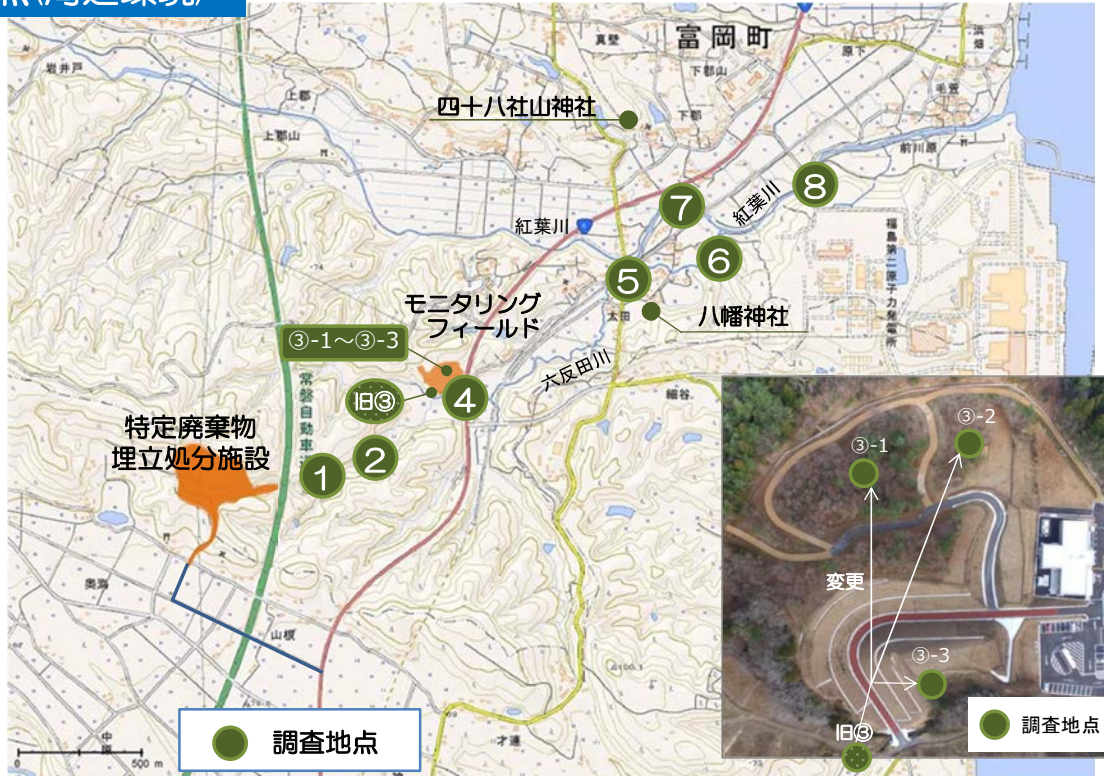 富岡町
真壁
原下
浜畑
岩井戸
下郡山
毛萱
上郡
四十八社山神社
下郡
上郡山
前川原
8
7
紅葉川
紅葉川
6
福島第二原子力発電所
5
モニタリング
フィールド
太田
八幡神社
③-1～③-3
六反田川
旧③
4
細谷
常磐自動車道
特定廃棄物
埋立処分施設
2
1
③-2
③-1
変更
奥海
山根
③-3
旧③
調査地点
調査地点
才連
0
500 m